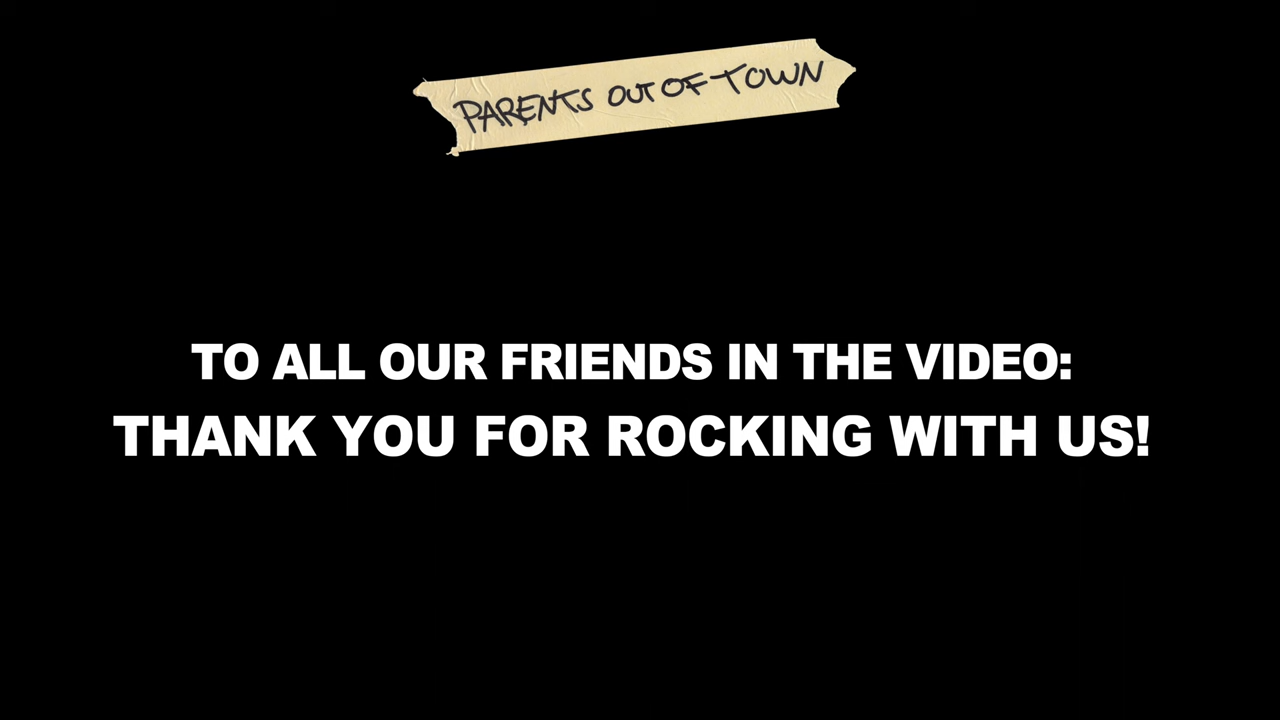 PARENTS OUT OF TOWN
TO ALL OUR FRIENDS IN THE VIDEO:
THANK YOU FOR ROCKING WITH US!